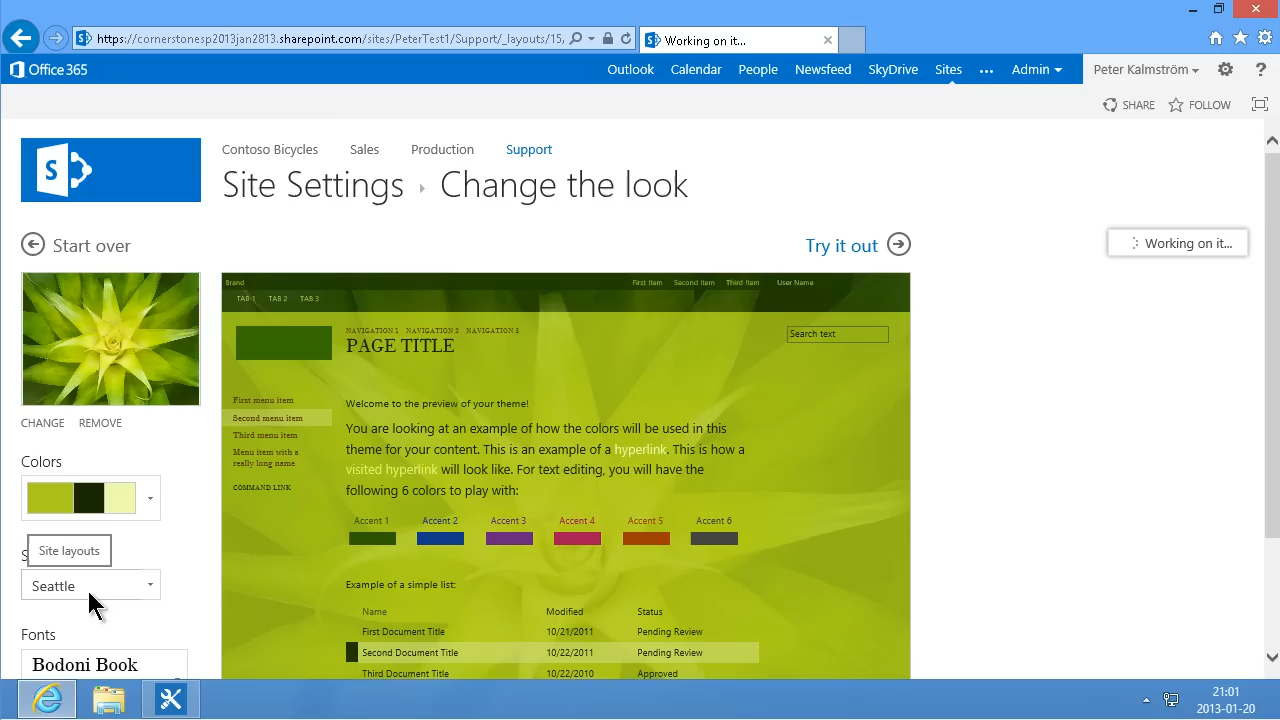 https://cornerstonesp2013jan2813.sharepoint.com/sites/PeterTest1/Support/_layouts/15,
Working on it...
Office 365
Outlook Calendar People Newsfeed SkyDrive Sites ... Admin
Peter Kalmström
?
SHARE FOLLOW
S
Contoso Bicycles Sales Production Support
Site Settings Change the look
Start over
Try it out
Working on it...
Brand
First Item Second Item Third Item User Name
TAB 1 TAB 2 TAB 3
NAVIGATION 1 NAVIGATION 2 NAVIGATION 3
Search text
PAGE TITLE
First menu item
Second menu item
Third menu item
Menu item with a
really long name
COMMAND LINK
Welcome to the preview of your theme!
You are looking at an example of how the colors will be used in this
theme for your content. This is an example of a hyperlink. This is how a
visited hyperlink will look like. For text editing, you will have the
following 6 colors to play with:
Accent 1 Accent 2 Accent 3 Accent 4 Accent 5 Accent 6
Example of a simple list:
Name Modified Status
First Document Title 10/21/2011 Pending Review
Second Document Title 10/22/2011 Pending Review
Third Document Title 10/22/2010 Approved
CHANGE REMOVE
Colors
Site layouts
Seattle
Fonts
Bodoni Book
21:01
2013-01-20